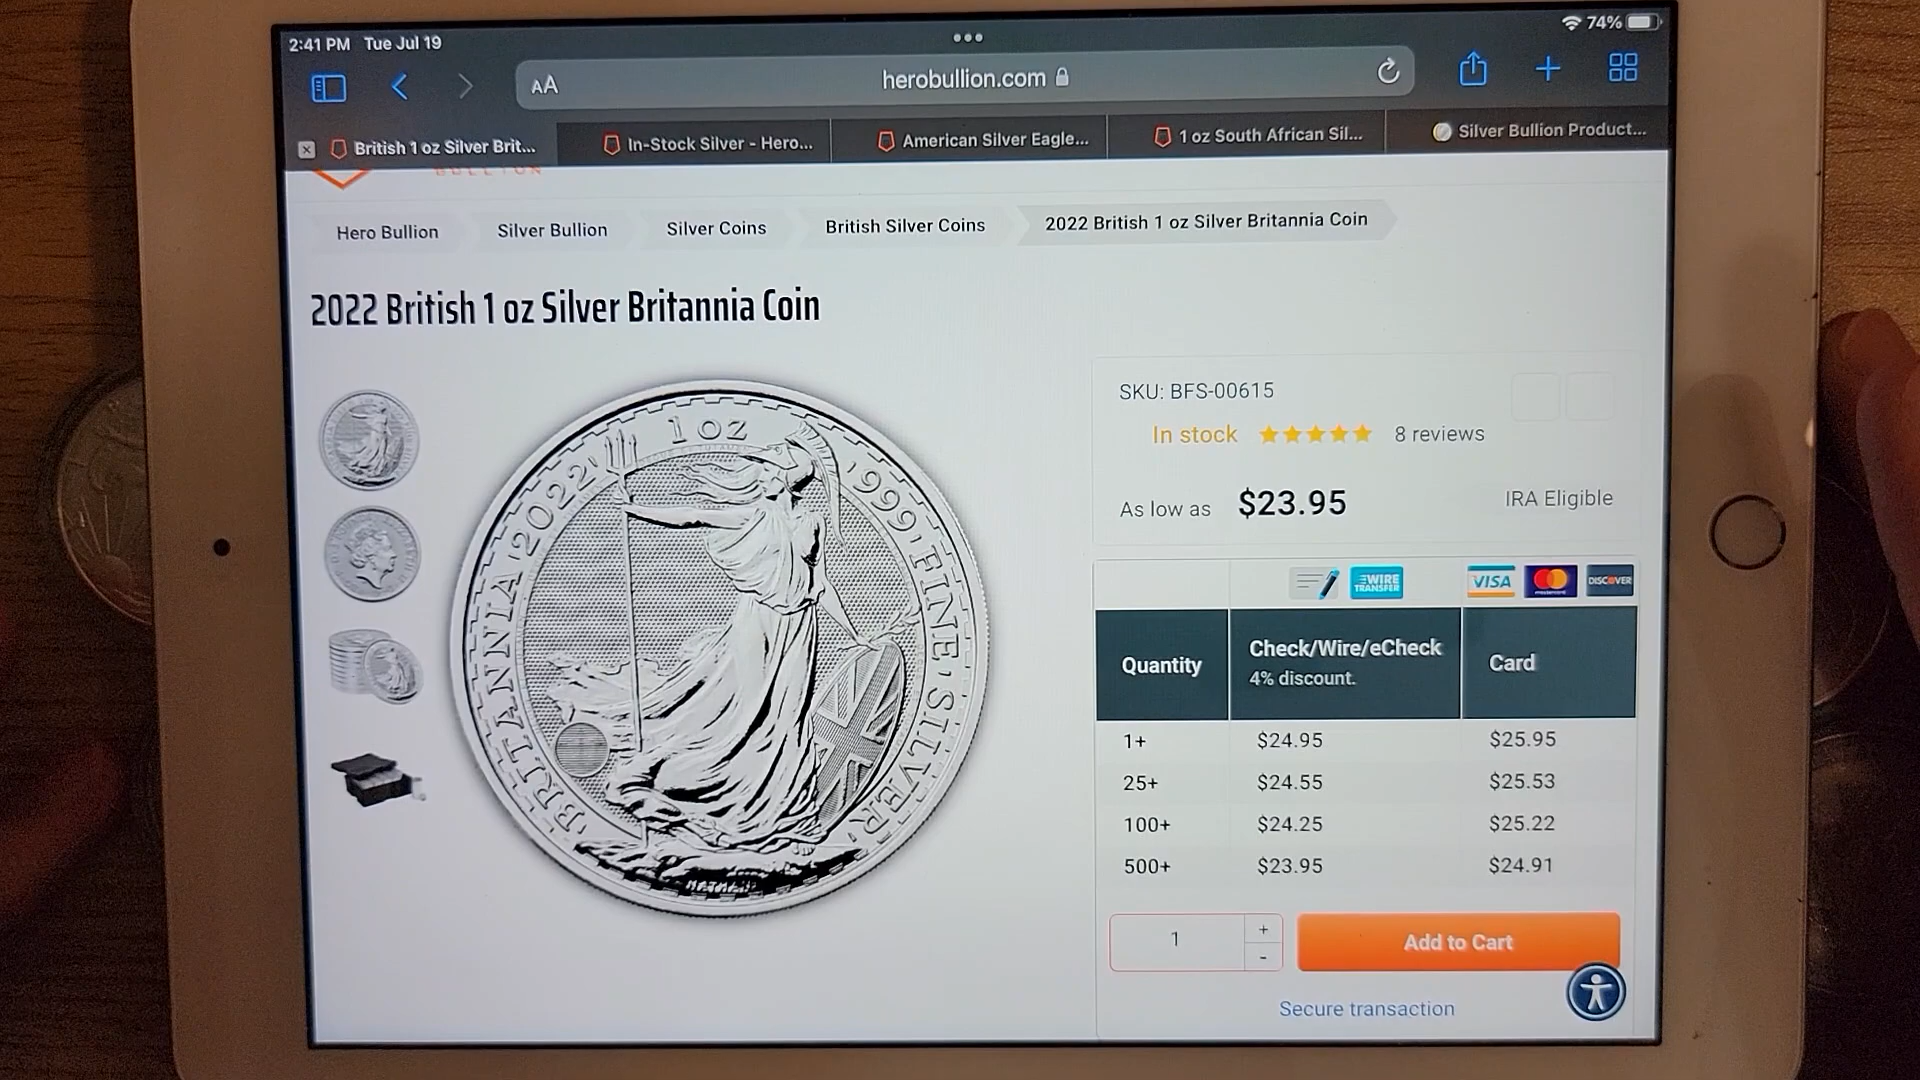 2:41 PM Tue Jul 19
74%
AA herobullion.com
British 1 oz Silver Brit...
In-Stock Silver - Hero...
American Silver Eagle...
1 oz South African Sil...
Silver Bullion Product...
BULLION
Hero Bullion
Silver Bullion
Silver Coins
British Silver Coins
2022 British 1 oz Silver Britannia Coin
2022 British 1 oz Silver Britannia Coin
BRITANNIA 2022 1 OZ 999 FINE SILVER
SKU: BFS-00615
In stock 8 reviews
As low as $23.95 IRA Eligible
WIRE TRANSFER VISA mastercard DISCOVER
Quantity Check/Wire/eCheck 4% discount. Card
1+ $24.95 $25.95
25+ $24.55 $25.53
100+ $24.25 $25.22
500+ $23.95 $24.91
1 + -
Add to Cart
Secure transaction